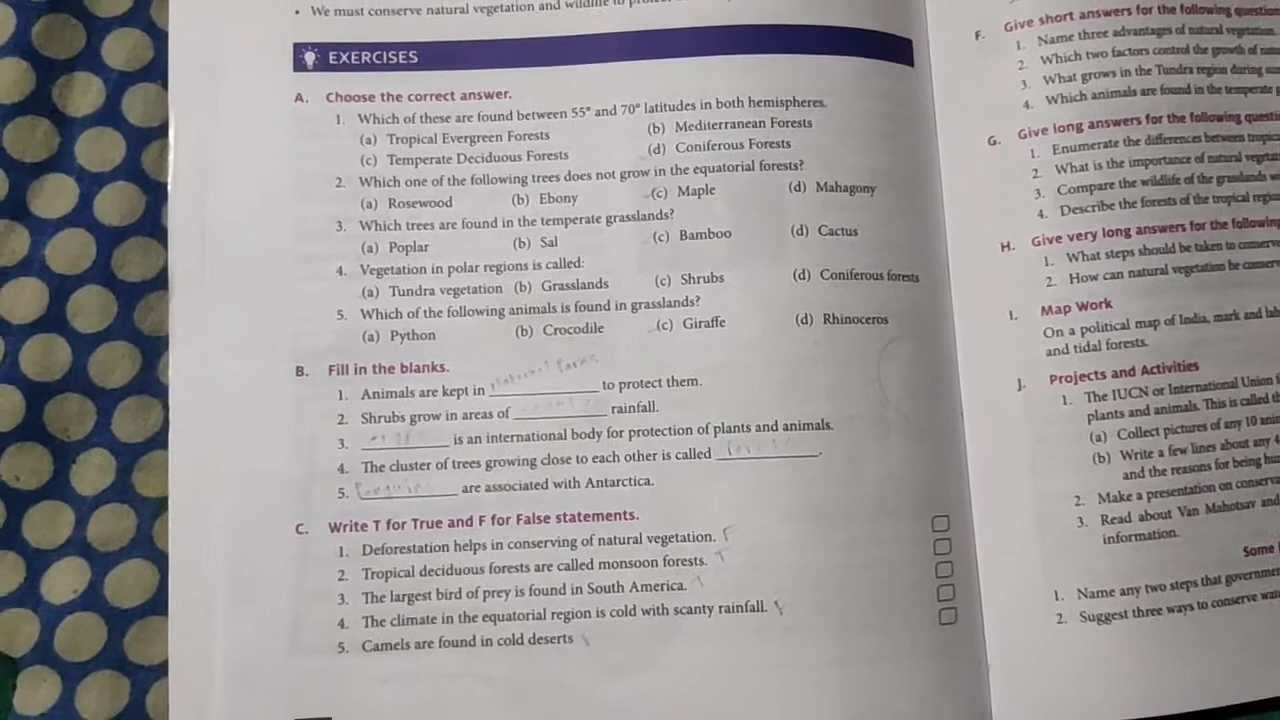 • We must conserve natural vegetation and wildlife to
EXERCISES
A. Choose the correct answer.
1. Which of these are found between 55° and 70° latitudes in both hemispheres.
(a) Tropical Evergreen Forests (b) Mediterranean Forests
(c) Temperate Deciduous Forests (d) Coniferous Forests
2. Which one of the following trees does not grow in the equatorial forests?
(a) Rosewood (b) Ebony (c) Maple (d) Mahagony
3. Which trees are found in the temperate grasslands?
(a) Poplar (b) Sal (c) Bamboo (d) Cactus
4. Vegetation in polar regions is called:
(a) Tundra vegetation (b) Grasslands (c) Shrubs (d) Coniferous forests
5. Which of the following animals is found in grasslands?
(a) Python (b) Crocodile (c) Giraffe (d) Rhinoceros
B. Fill in the blanks.
1. Animals are kept in ____________ to protect them.
2. Shrubs grow in areas of ____________ rainfall.
3. ____________ is an international body for protection of plants and animals.
4. The cluster of trees growing close to each other is called ____________.
5. ____________ are associated with Antarctica.
C. Write T for True and F for False statements.
1. Deforestation helps in conserving of natural vegetation. F
2. Tropical deciduous forests are called monsoon forests. T
3. The largest bird of prey is found in South America. T
4. The climate in the equatorial region is cold with scanty rainfall.
5. Camels are found in cold deserts
F. Give short answers for the following question
1. Name three advantages of natural vegetation.
2. Which two factors control the growth of
3. What grows in the Tundra region during
4. Which animals are found in the temperate
G. Give long answers for the following questi
1. Enumerate the differences between
2. What is the importance of natural
3. Compare the wildlife of the grasslands
4. Describe the forests of the tropical
H. Give very long answers for the following
1. What steps should be taken to
2. How can natural vegetation be
I. Map Work
On a political map of India, mark and
and tidal forests.
J. Projects and Activities
1. The IUCN or International Union
plants and animals. This is called
(a) Collect pictures of any 10
(b) Write a few lines about any
and the reasons for being
2. Make a presentation on
3. Read about Van Mahotsav and
information.
Some
1. Name any two steps that
2. Suggest three ways to conserve